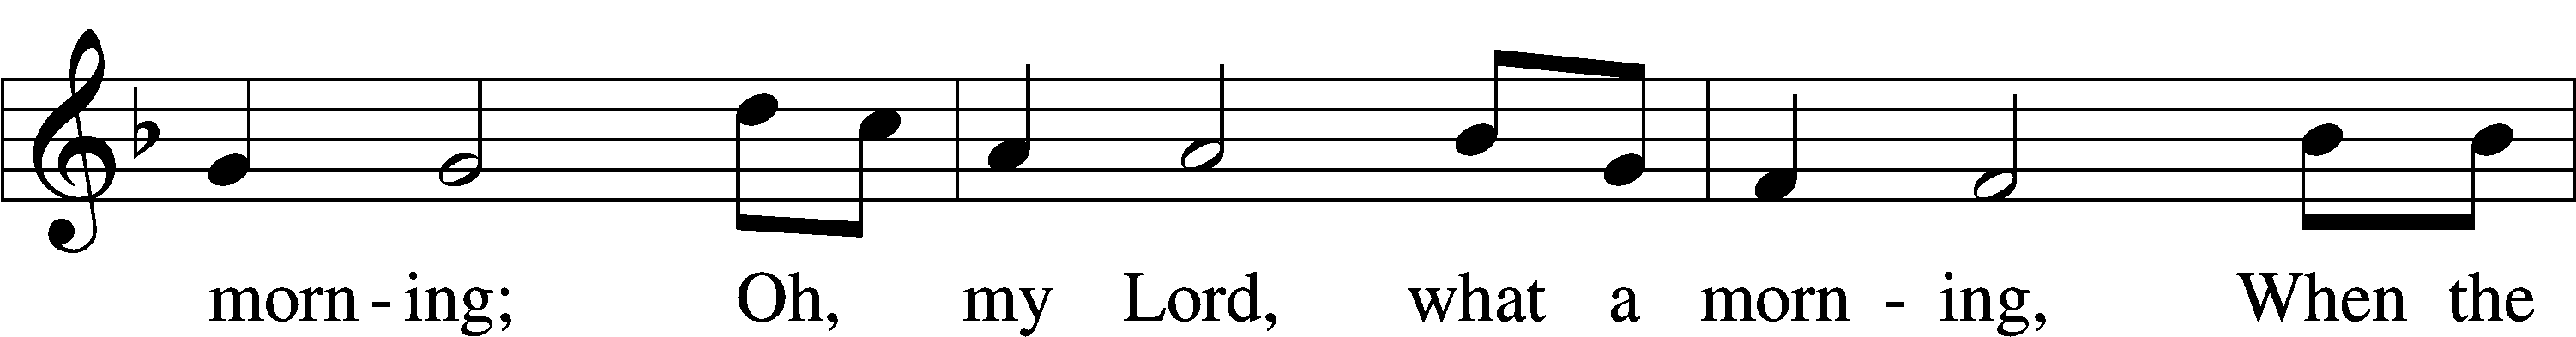 morn - ing; Oh, my Lord, what a morn - ing, When the